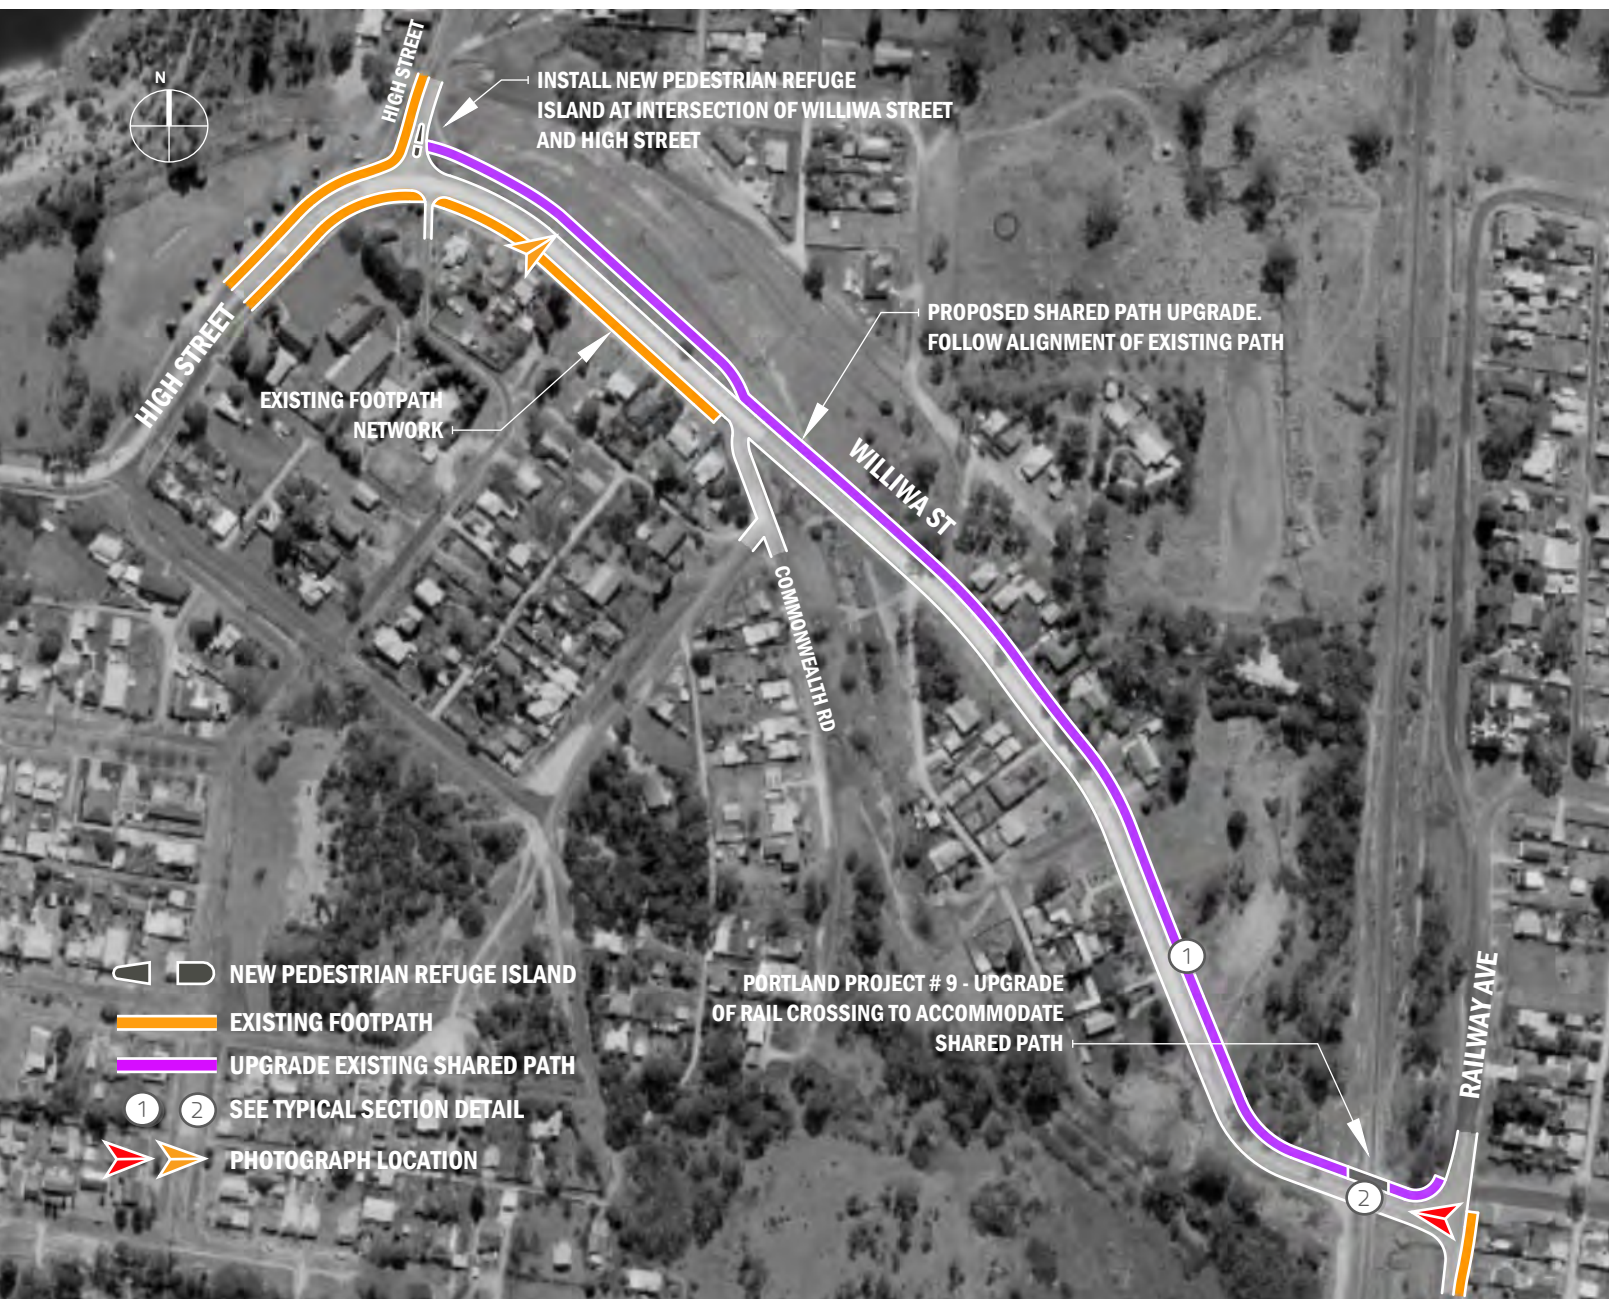 HIGH STREET
N
INSTALL NEW PEDESTRIAN REFUGE
ISLAND AT INTERSECTION OF WILLIWA STREET
AND HIGH STREET
PROPOSED SHARED PATH UPGRADE.
FOLLOW ALIGNMENT OF EXISTING PATH
HIGH STREET
EXISTING FOOTPATH
NETWORK
WILLIWA ST
COMMONWEALTH RD
1
PORTLAND PROJECT # 9 - UPGRADE
OF RAIL CROSSING TO ACCOMMODATE
SHARED PATH
RAILWAY AVE
2
NEW PEDESTRIAN REFUGE ISLAND
EXISTING FOOTPATH
UPGRADE EXISTING SHARED PATH
1 2 SEE TYPICAL SECTION DETAIL
PHOTOGRAPH LOCATION